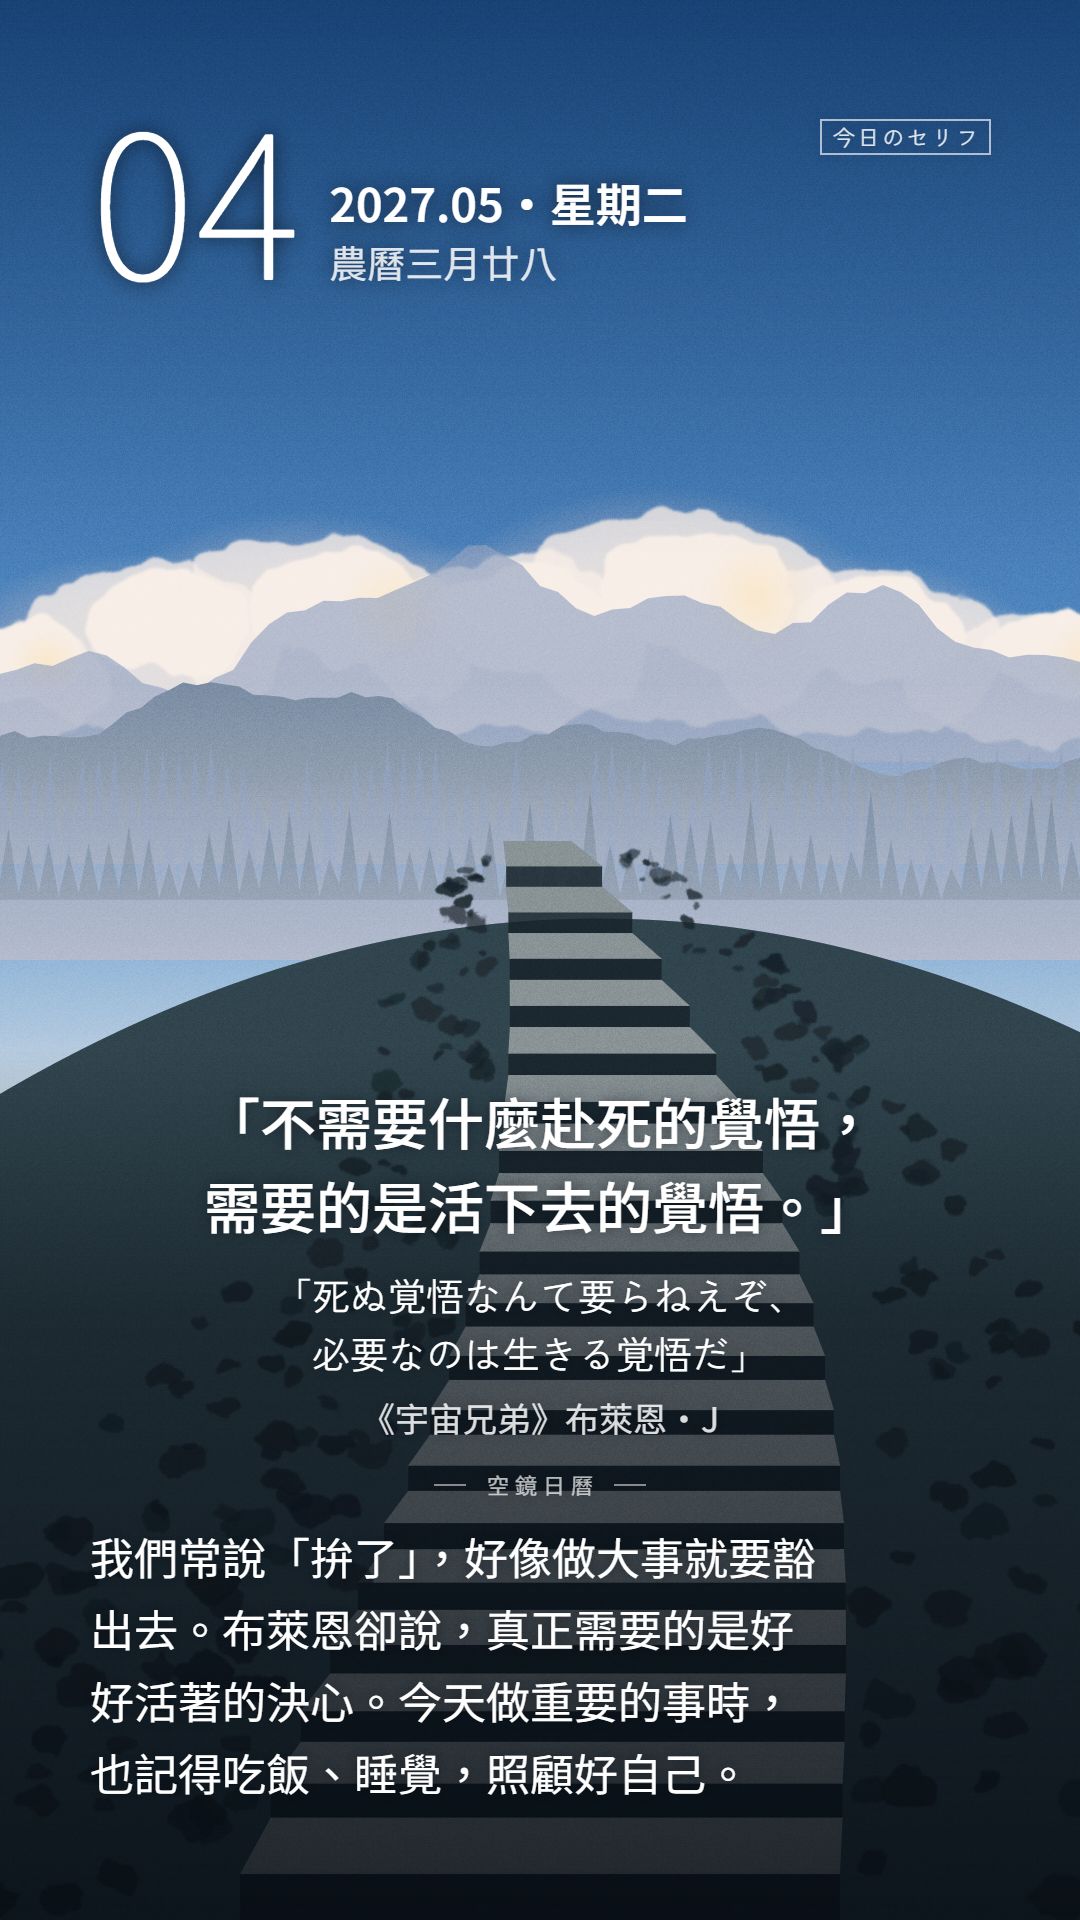 今日のセリフ
04
2027.05・星期二
農曆三月廿八
「不需要什麼赴死的覺悟，
需要的是活下去的覺悟。」
「死ぬ覚悟なんて要らねえぞ、
必要なのは生きる覚悟だ」
《宇宙兄弟》布萊恩・J
空鏡日曆
我們常說「拚了」，好像做大事就要豁
出去。布萊恩卻說，真正需要的是好
好活著的決心。今天做重要的事時，
也記得吃飯、睡覺，照顧好自己。